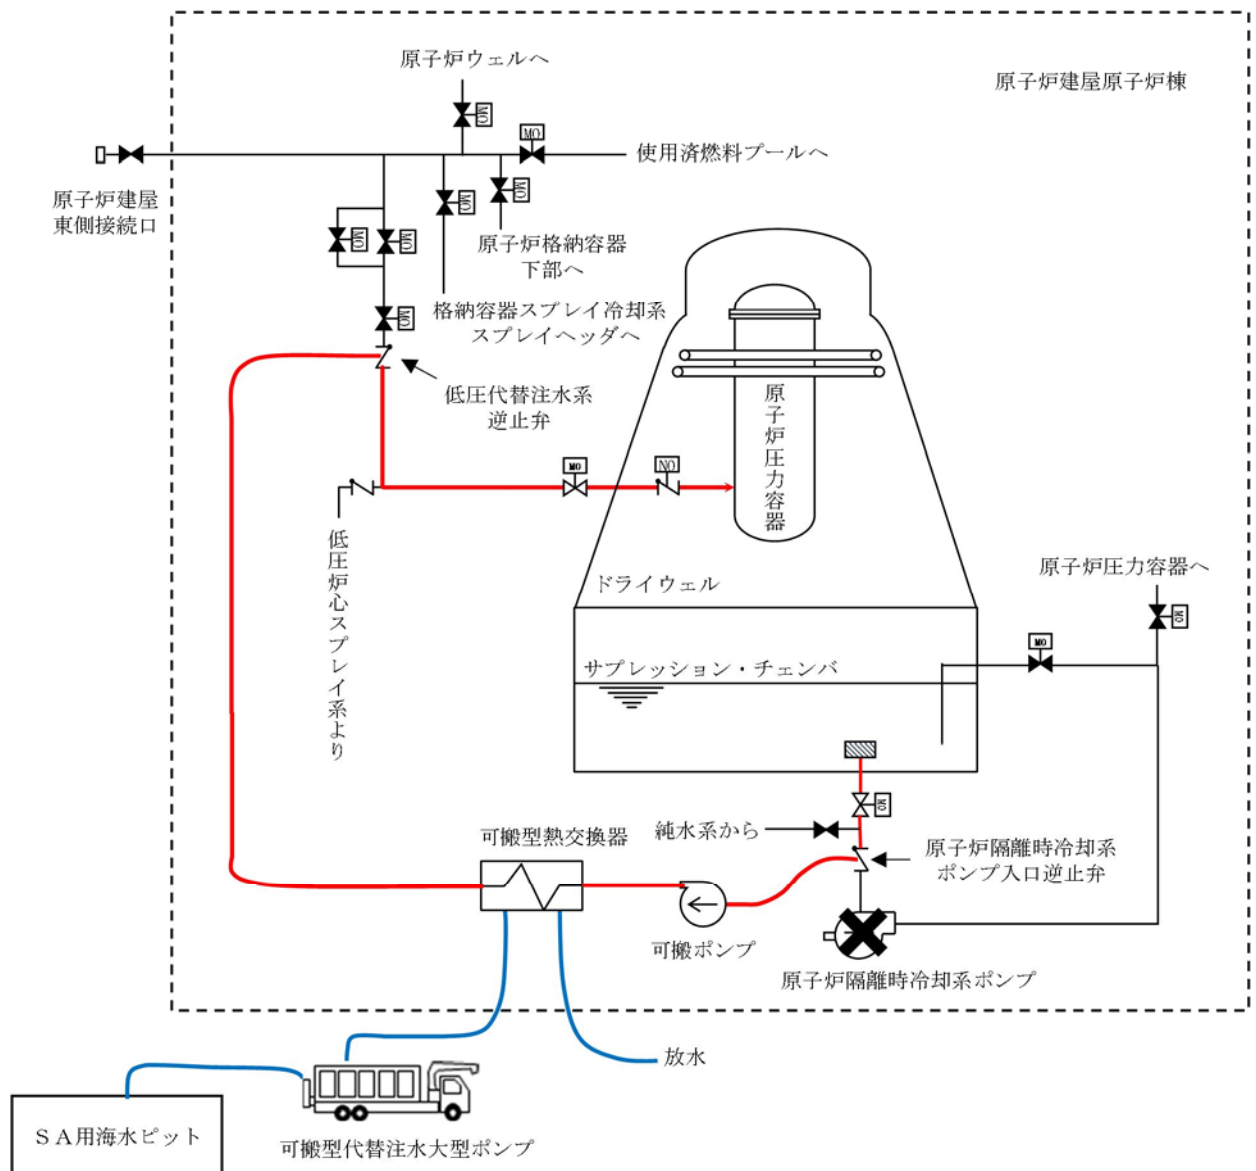 原子炉ウェルへ
原子炉建屋原子炉棟
MO
MO
使用済燃料プールへ
原子炉建屋
東側接続口
MO
MO
MO
MO
原子炉格納容器
下部へ
格納容器スプレイ冷却系
スプレイヘッダへ
MO
低圧代替注水系
逆止弁
原子炉圧力容器
MO
NO
低圧炉心スプレイ系より
ドライウェル
原子炉圧力容器へ
MO
MO
サプレッション・チェンバ
MO
純水系から
可搬型熱交換器
原子炉隔離時冷却系
ポンプ入口逆止弁
可搬ポンプ
原子炉隔離時冷却系ポンプ
放水
SA用海水ピット
可搬型代替注水大型ポンプ